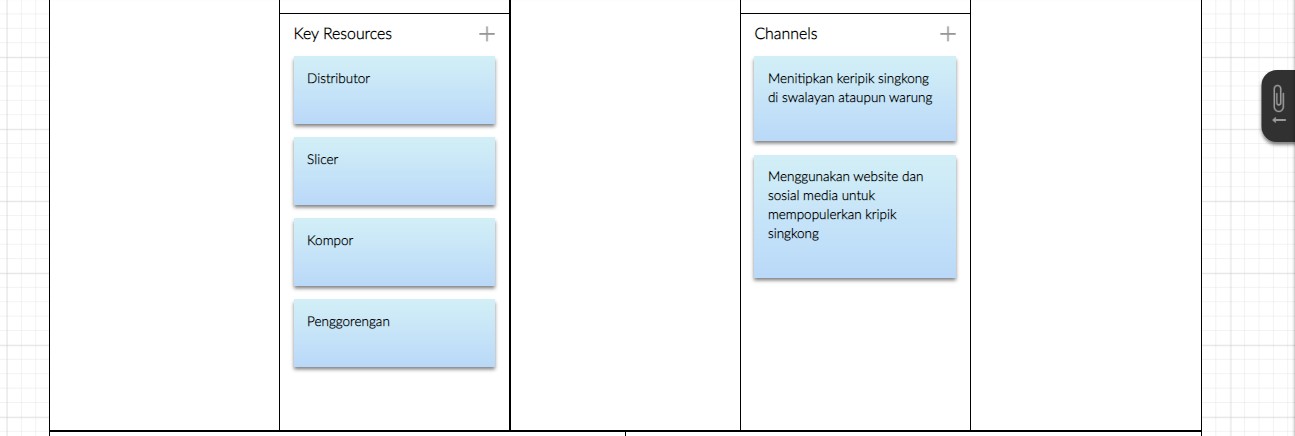 Key Resources
Distributor
Slicer
Kompor
Penggorengan
Channels
Menitipkan keripik singkong
di swalayan ataupun warung
Menggunakan website dan
sosial media untuk
mempopulerkan kripik
singkong